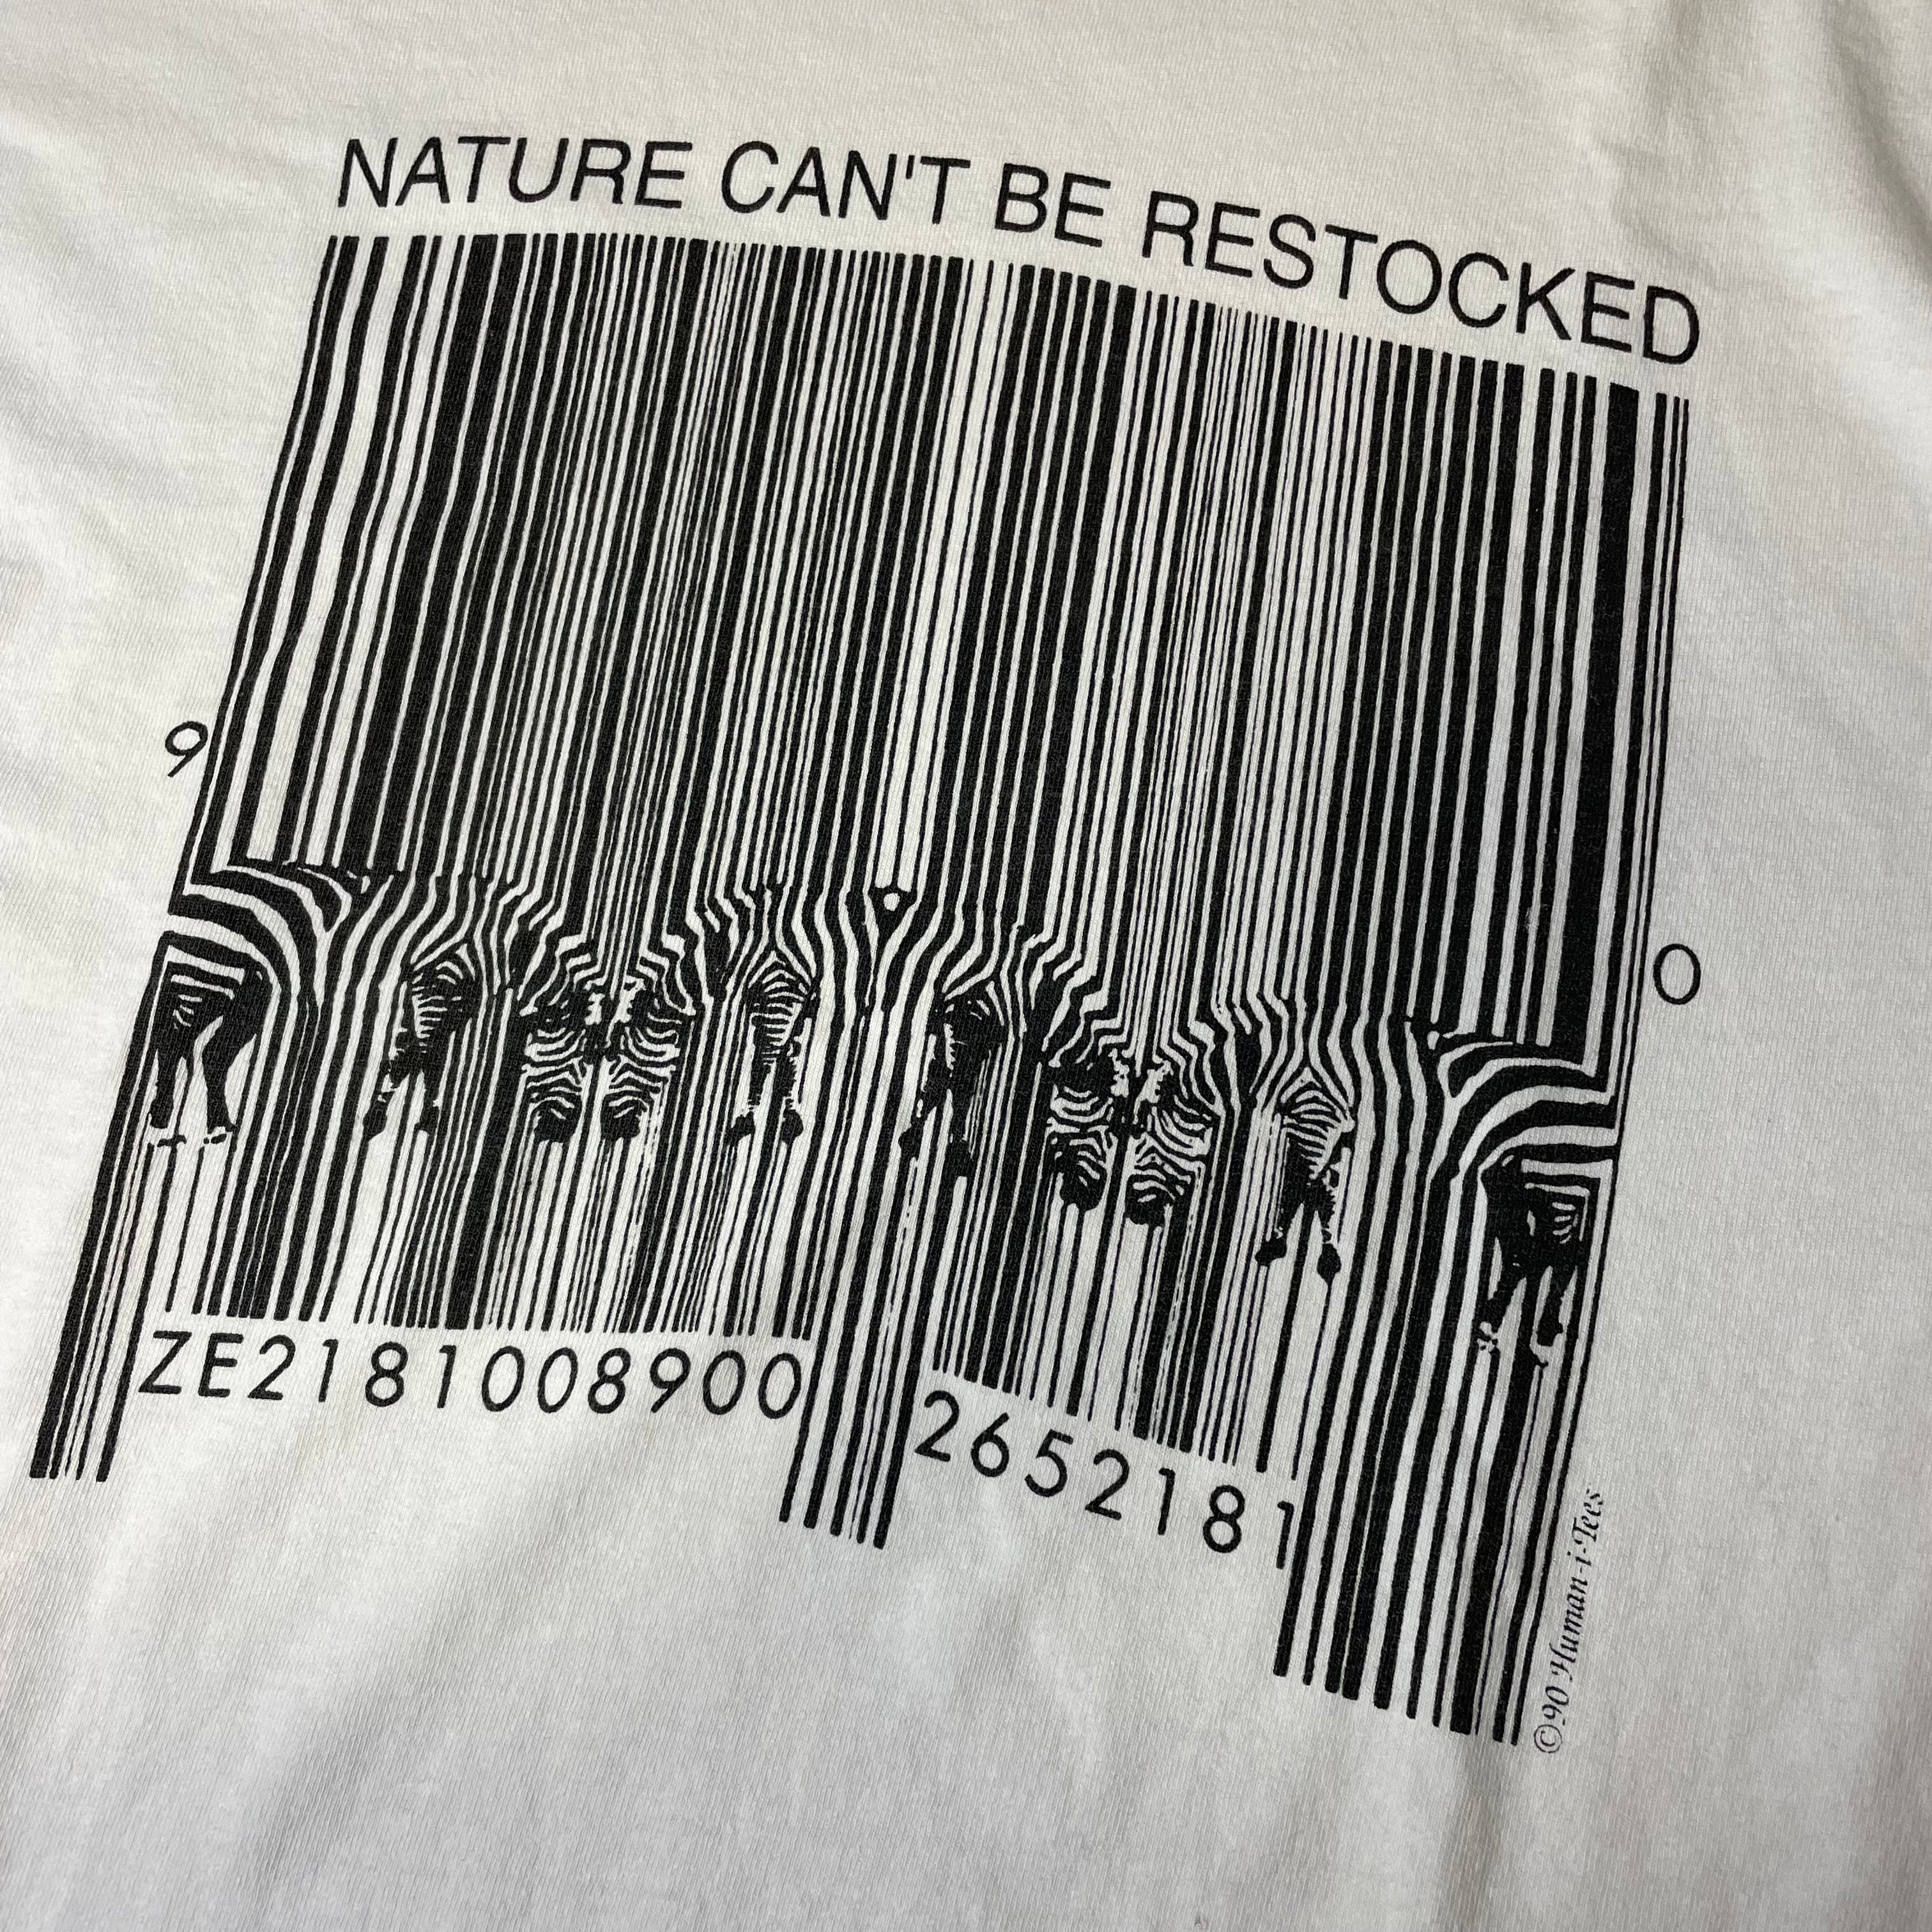 NATURE CAN'T BE RESTOCKED
9
0
ZE2181008900
2652181
©90 Human-i-Tees